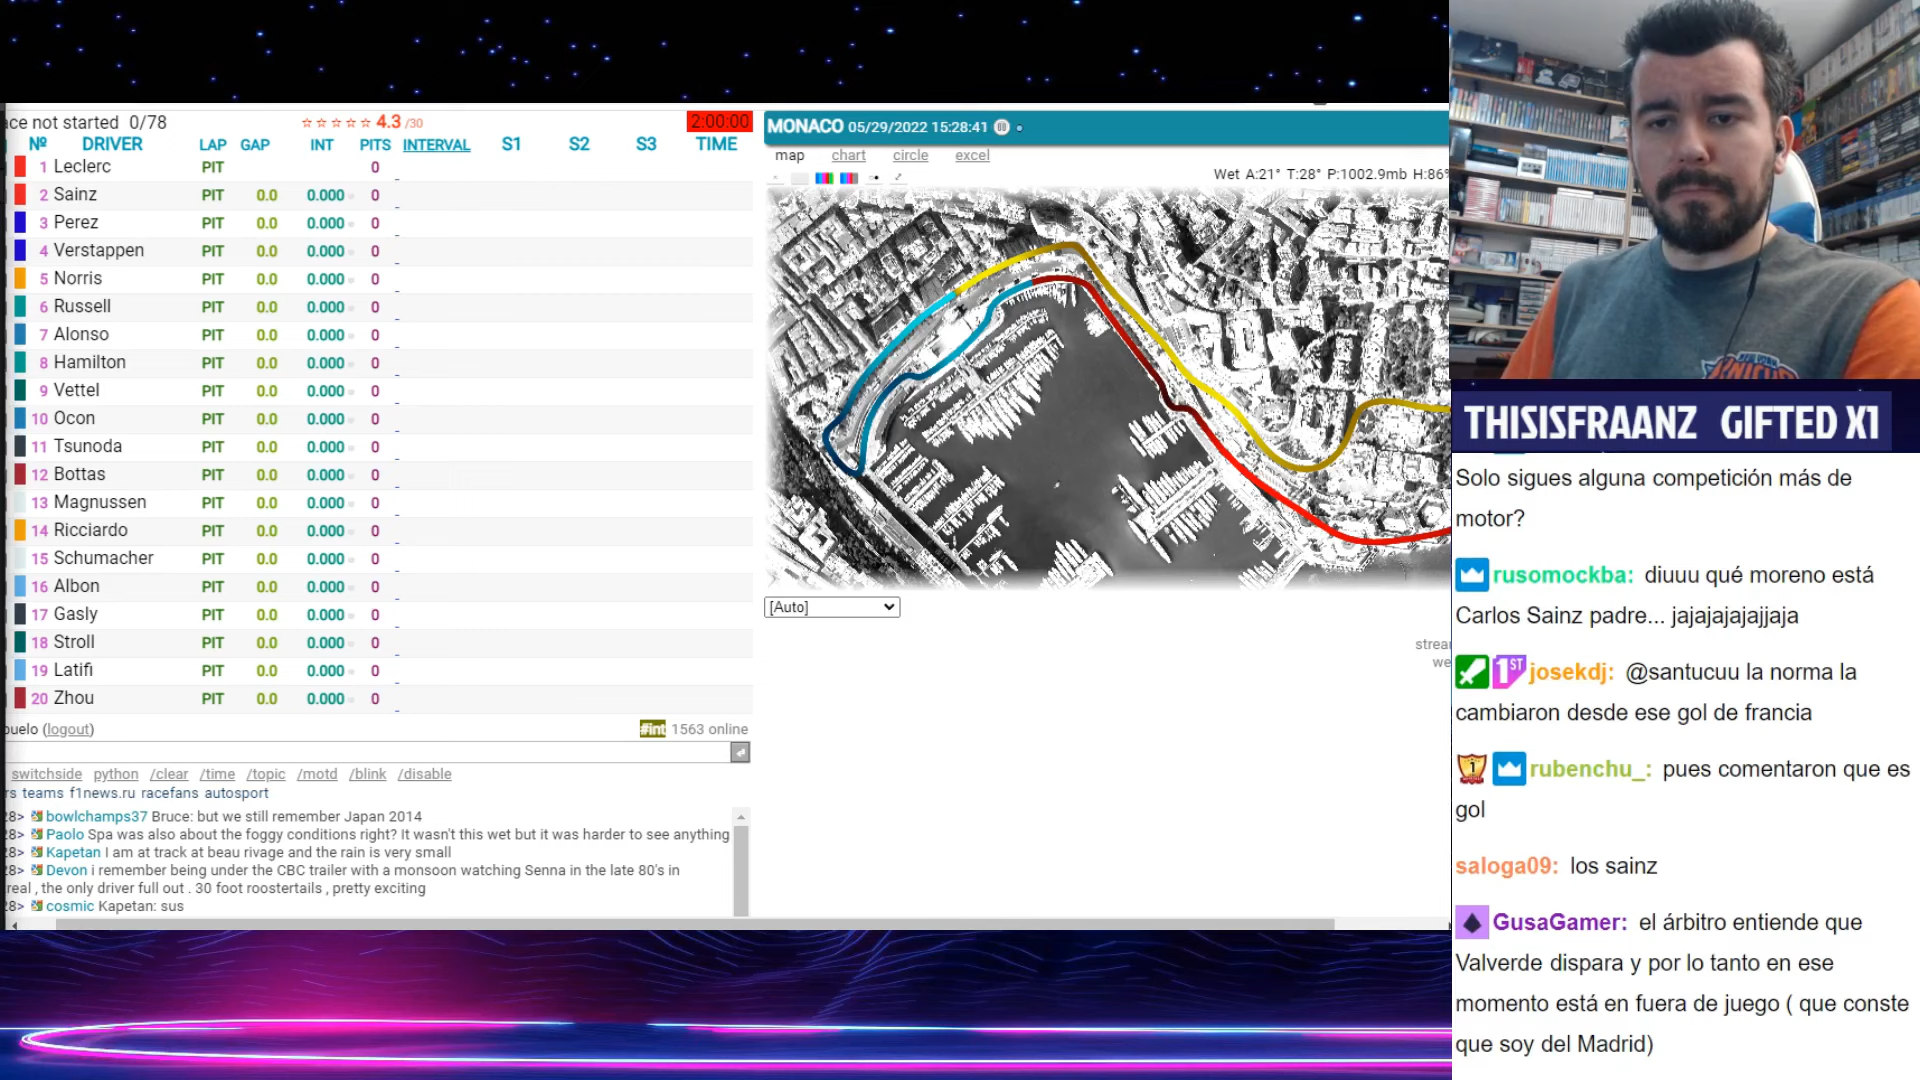 ace not started 0/78
☆☆☆☆☆ 4.3 /30
2:00:00
Nº DRIVER LAP GAP INT PITS INTERVAL S1 S2 S3 TIME
1 Leclerc PIT 0
2 Sainz PIT 0.0 0.000 0
3 Perez PIT 0.0 0.000 0
4 Verstappen PIT 0.0 0.000 0
5 Norris PIT 0.0 0.000 0
6 Russell PIT 0.0 0.000 0
7 Alonso PIT 0.0 0.000 0
8 Hamilton PIT 0.0 0.000 0
9 Vettel PIT 0.0 0.000 0
10 Ocon PIT 0.0 0.000 0
11 Tsunoda PIT 0.0 0.000 0
12 Bottas PIT 0.0 0.000 0
13 Magnussen PIT 0.0 0.000 0
14 Ricciardo PIT 0.0 0.000 0
15 Schumacher PIT 0.0 0.000 0
16 Albon PIT 0.0 0.000 0
17 Gasly PIT 0.0 0.000 0
18 Stroll PIT 0.0 0.000 0
19 Latifi PIT 0.0 0.000 0
20 Zhou PIT 0.0 0.000 0
buelo (logout)
#int 1563 online
switchside python /clear /time /topic /motd /blink /disable
rs teams f1news.ru racefans autosport
28> bowlchamps37 Bruce: but we still remember Japan 2014
28> Paolo Spa was also about the foggy conditions right? It wasn't this wet but it was harder to see anything
28> Kapetan I am at track at beau rivage and the rain is very small
28> Devon i remember being under the CBC trailer with a monsoon watching Senna in the late 80's in
real , the only driver full out . 30 foot roostertails , pretty exciting
28> cosmic Kapetan: sus
MONACO 05/29/2022 15:28:41
map chart circle excel
Wet A:21° T:28° P:1002.9mb H:86%
[Auto]
strea
we
NEW YORK
KNICKS
THISISFRAANZ GIFTED X1
Solo sigues alguna competición más de
motor?
rusomockba: diuuu qué moreno está
Carlos Sainz padre... jajajajajajjaja
1ST josekdj: @santucuu la norma la
cambiaron desde ese gol de francia
1 rubenchu_: pues comentaron que es
gol
saloga09: los sainz
GusaGamer: el árbitro entiende que
Valverde dispara y por lo tanto en ese
momento está en fuera de juego ( que conste
que soy del Madrid)